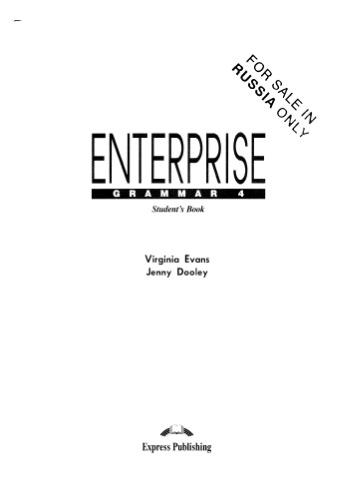 FOR SALE IN
RUSSIA ONLY
ENTERPRISE
GRAMMAR 4
Student's Book
Virginia Evans
Jenny Dooley
Express Publishing